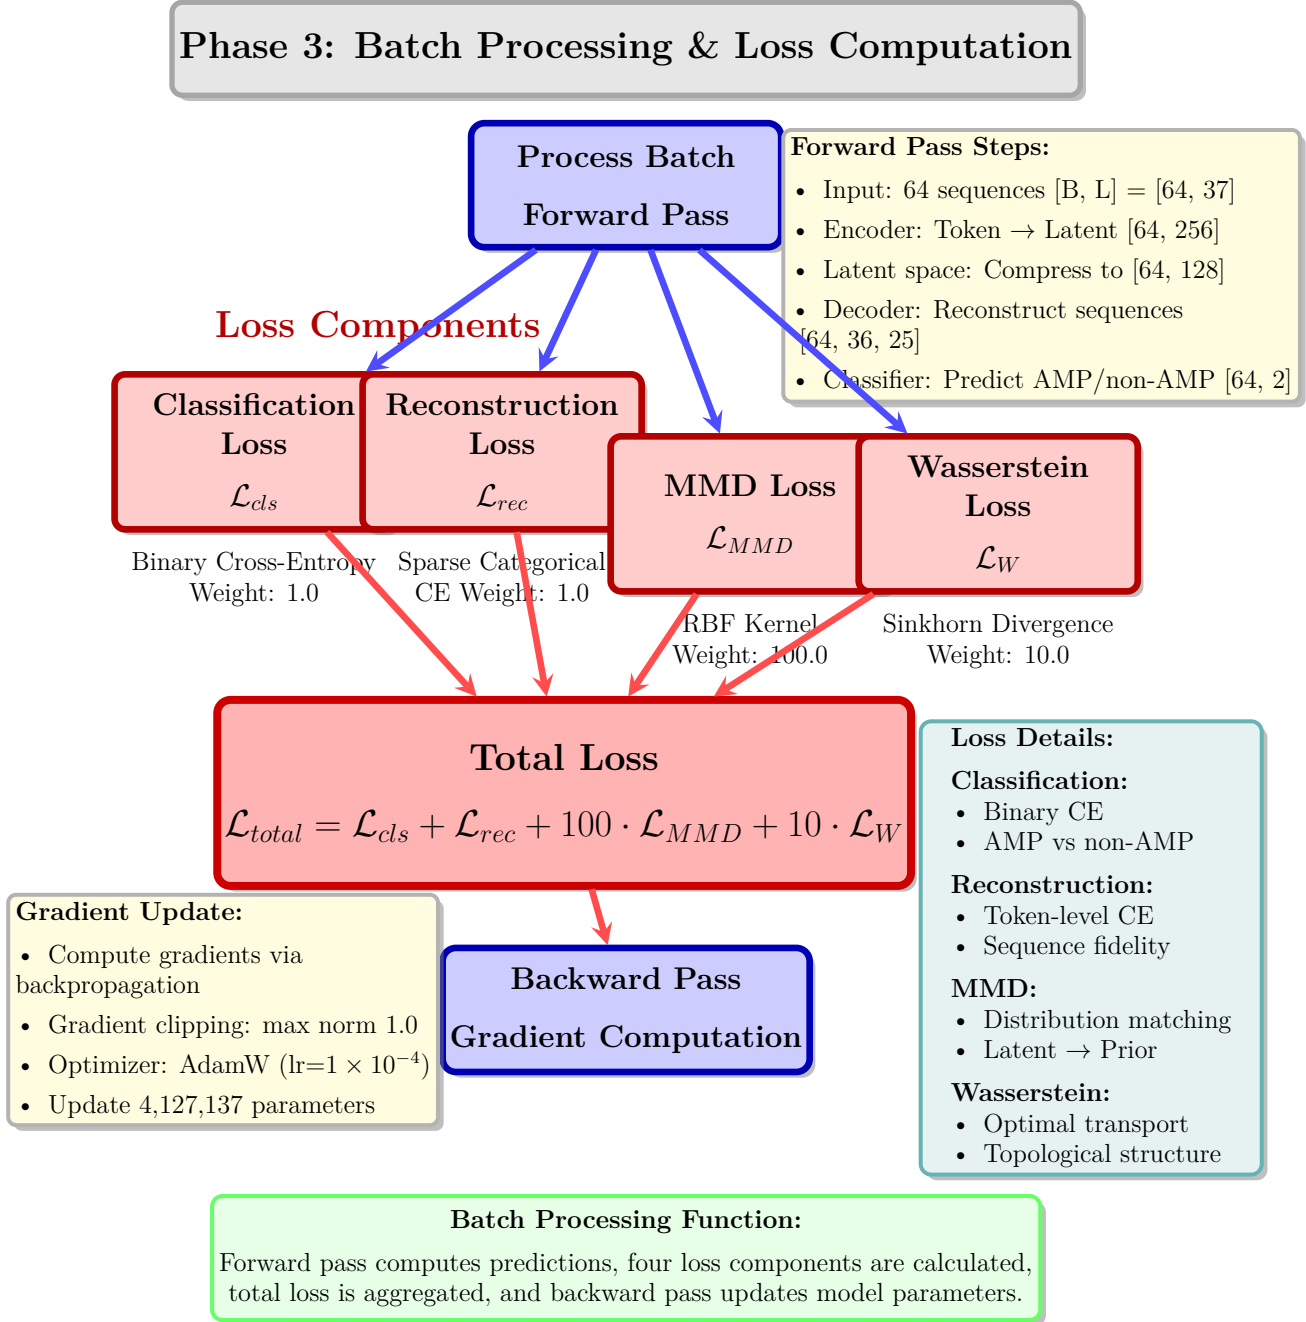 Phase 3: Batch Processing & Loss Computation
Process Batch
Forward Pass
Forward Pass Steps:
• Input: 64 sequences [B, L] = [64, 37]
• Encoder: Token → Latent [64, 256]
• Latent space: Compress to [64, 128]
• Decoder: Reconstruct sequences
[64, 36, 25]
• Classifier: Predict AMP/non-AMP [64, 2]
Loss Components
Classification
Loss
ℒ_cls
Binary Cross-Entropy
Weight: 1.0
Reconstruction
Loss
ℒ_rec
Sparse Categorical
CE Weight: 1.0
MMD Loss
ℒ_MMD
RBF Kernel
Weight: 100.0
Wasserstein
Loss
ℒ_W
Sinkhorn Divergence
Weight: 10.0
Total Loss
ℒ_total = ℒ_cls + ℒ_rec + 100 · ℒ_MMD + 10 · ℒ_W
Loss Details:
Classification:
• Binary CE
• AMP vs non-AMP
Reconstruction:
• Token-level CE
• Sequence fidelity
MMD:
• Distribution matching
• Latent → Prior
Wasserstein:
• Optimal transport
• Topological structure
Gradient Update:
• Compute gradients via
backpropagation
• Gradient clipping: max norm 1.0
• Optimizer: AdamW (lr=1 × 10⁻⁴)
• Update 4,127,137 parameters
Backward Pass
Gradient Computation
Batch Processing Function:
Forward pass computes predictions, four loss components are calculated,
total loss is aggregated, and backward pass updates model parameters.